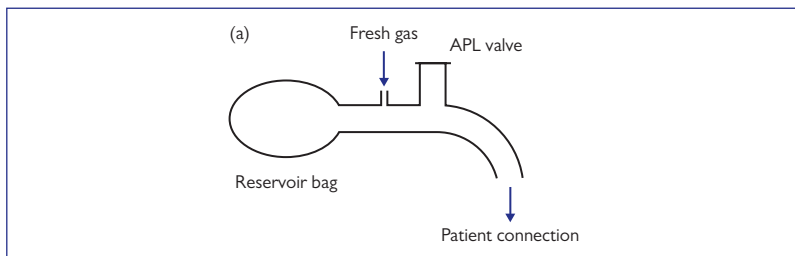 (a)
Fresh gas
APL valve
Reservoir bag
Patient connection